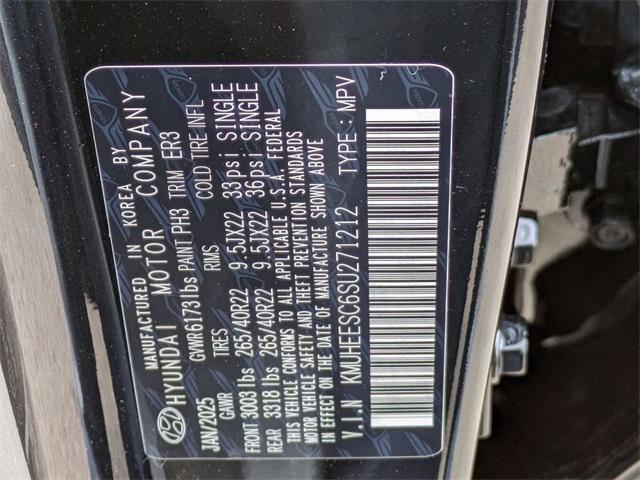 MANUFACTURED IN KOREA BY
HYUNDAI MOTOR COMPANY
JAN/2025 GVWR 6173 lbs PAINT PH3 TRIM ER3
GAWR TIRES RIMS COLD TIRE INFL
FRONT 3003 lbs 265/40R22 9.5JX22 33psi SINGLE
REAR 3318 lbs 265/40R22 9.5JX22 36psi SINGLE
THIS VEHICLE CONFORMS TO ALL APPLICABLE U.S.A. FEDERAL
MOTOR VEHICLE SAFETY AND THEFT PREVENTION STANDARDS
IN EFFECT ON THE DATE OF MANUFACTURE SHOWN ABOVE
V.I.N KMUHFESC6SU271212 TYPE : MPV